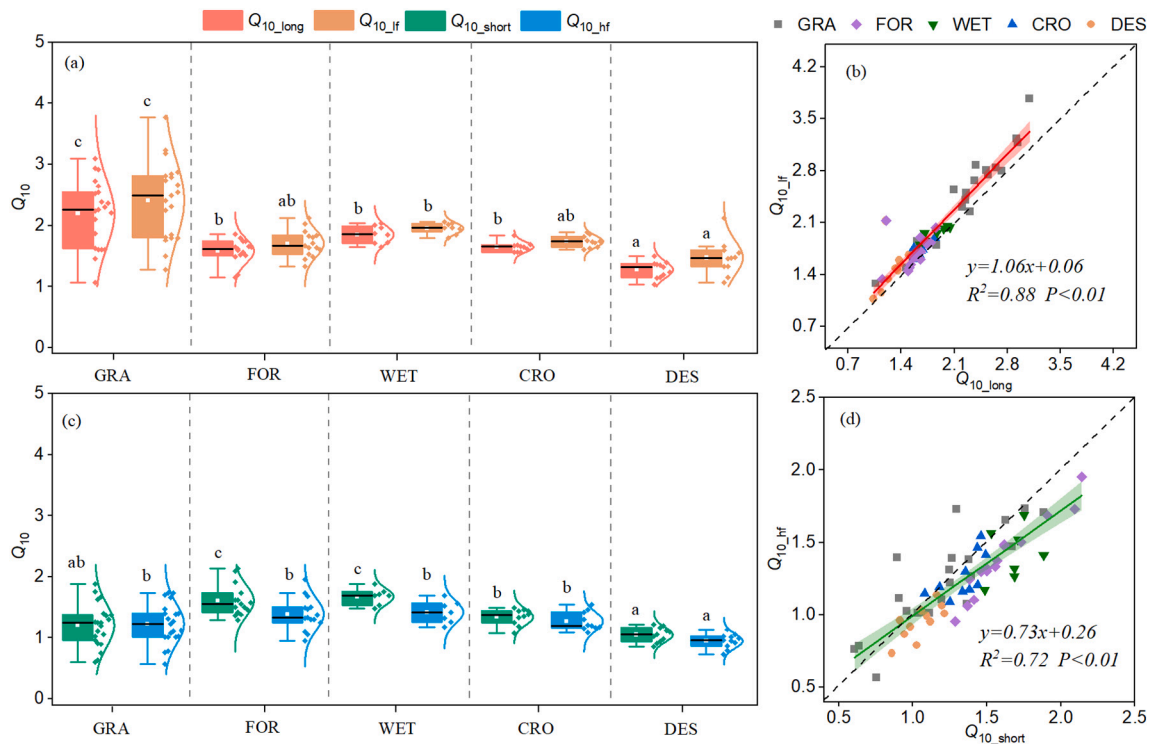 Q10_long Q10_lf Q10_short Q10_hf
GRA FOR WET CRO DES
(a)
5
4
3
2
1
0
Q10
c c b ab b b b ab a a
GRA FOR WET CRO DES
(b)
4.2
3.5
2.8
2.1
1.4
0.7
Q10_lf
y=1.06x+0.06
R²=0.88 P<0.01
0.7 1.4 2.1 2.8 3.5 4.2
Q10_long
(c)
5
4
3
2
1
0
Q10
ab b c b c b b b a a
GRA FOR WET CRO DES
(d)
2.5
2.0
1.5
1.0
0.5
Q10_hf
y=0.73x+0.26
R²=0.72 P<0.01
0.5 1.0 1.5 2.0 2.5
Q10_short